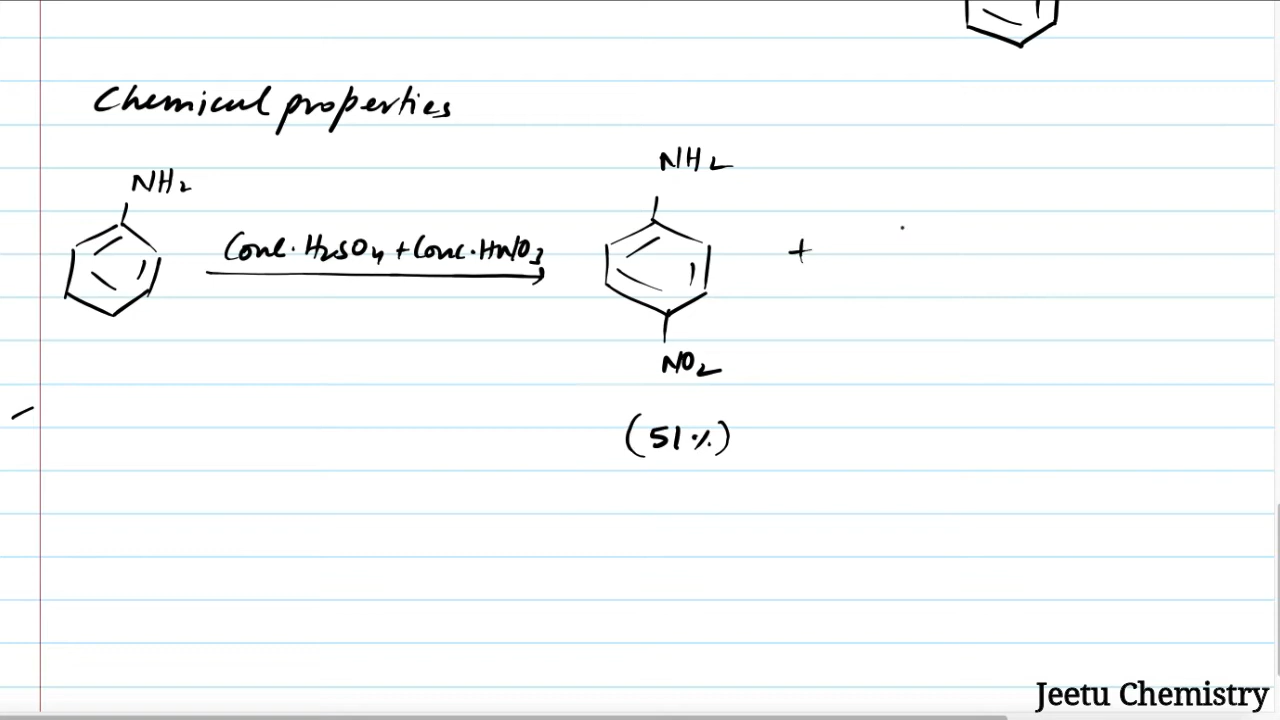 Chemical properties
NH2
Conc. H2SO4 + Conc. HNO3
NH2
+
NO2
(51%)
Jeetu Chemistry